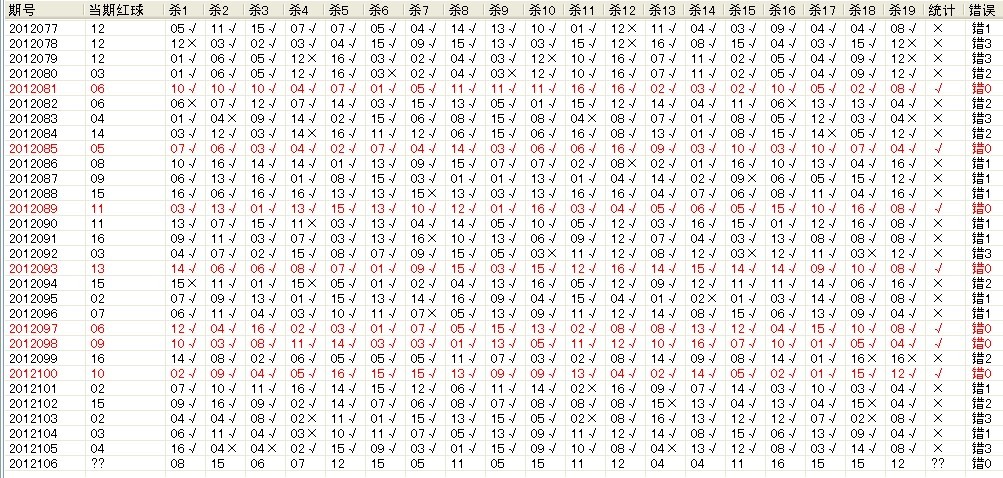 期号 当期红球 杀1 杀2 杀3 杀4 杀5 杀6 杀7 杀8 杀9 杀10 杀11 杀12 杀13 杀14 杀15 杀16 杀17 杀18 杀19 统计 错误
2012077 12 05√ 11√ 15√ 07√ 07√ 05√ 04√ 14√ 13√ 10√ 01√ 12× 11√ 04√ 03√ 09√ 04√ 04√ 08√ × 错1
2012078 12 12× 03√ 02√ 03√ 04√ 15√ 09√ 15√ 13√ 03√ 15√ 12× 16√ 08√ 15√ 04√ 03√ 15√ 12× × 错3
2012079 12 01√ 06√ 05√ 12× 16√ 03√ 02√ 04√ 03√ 12× 10√ 16√ 07√ 11√ 02√ 05√ 04√ 09√ 12× × 错3
2012080 03 01√ 06√ 05√ 12√ 16√ 03× 02√ 04√ 03× 12√ 10√ 16√ 07√ 11√ 02√ 05√ 04√ 09√ 12√ × 错2
2012081 06 10√ 10√ 10√ 04√ 07√ 01√ 05√ 11√ 11√ 11√ 16√ 16√ 02√ 03√ 02√ 10√ 05√ 02√ 08√ √ 错0
2012082 06 06× 07√ 12√ 07√ 14√ 03√ 15√ 13√ 05√ 01√ 15√ 12√ 14√ 04√ 11√ 06× 13√ 13√ 04√ × 错2
2012083 04 01√ 04× 09√ 14√ 02√ 15√ 06√ 08√ 15√ 08√ 04× 08√ 07√ 01√ 08√ 05√ 12√ 03√ 04× × 错3
2012084 14 03√ 12√ 03√ 14× 16√ 11√ 12√ 06√ 15√ 06√ 16√ 08√ 13√ 01√ 08√ 15√ 14× 05√ 12√ × 错2
2012085 05 07√ 06√ 03√ 04√ 02√ 07√ 04√ 14√ 03√ 06√ 06√ 16√ 09√ 03√ 10√ 03√ 10√ 07√ 04√ √ 错0
2012086 08 10√ 16√ 14√ 14√ 01√ 13√ 09√ 15√ 07√ 07√ 02√ 08× 02√ 01√ 16√ 10√ 13√ 04√ 16√ × 错1
2012087 09 06√ 13√ 16√ 01√ 08√ 15√ 03√ 01√ 01√ 13√ 01√ 04√ 14√ 02√ 09× 06√ 05√ 15√ 12√ × 错1
2012088 15 16√ 06√ 16√ 16√ 13√ 13√ 15× 13√ 03√ 13√ 16√ 16√ 04√ 07√ 06√ 08√ 11√ 04√ 16√ × 错1
2012089 11 03√ 13√ 01√ 13√ 15√ 13√ 10√ 12√ 01√ 16√ 03√ 04√ 05√ 06√ 05√ 15√ 10√ 16√ 08√ √ 错0
2012090 11 13√ 07√ 15√ 11× 03√ 13√ 04√ 14√ 05√ 10√ 05√ 12√ 03√ 16√ 15√ 01√ 12√ 16√ 08√ × 错1
2012091 16 09√ 11√ 03√ 07√ 03√ 13√ 16× 10√ 13√ 06√ 09√ 12√ 07√ 04√ 03√ 13√ 08√ 08√ 08√ × 错1
2012092 03 04√ 07√ 02√ 15√ 08√ 07√ 09√ 15√ 05√ 03× 11√ 12√ 08√ 12√ 03× 12√ 11√ 03× 12√ × 错3
2012093 13 14√ 06√ 06√ 08√ 07√ 01√ 09√ 15√ 03√ 15√ 12√ 16√ 14√ 15√ 14√ 14√ 09√ 10√ 08√ √ 错0
2012094 15 15× 11√ 01√ 15× 05√ 01√ 02√ 04√ 13√ 16√ 05√ 12√ 09√ 12√ 11√ 11√ 14√ 06√ 16√ × 错2
2012095 02 07√ 09√ 13√ 01√ 15√ 13√ 14√ 16√ 09√ 04√ 15√ 04√ 01√ 02× 01√ 03√ 14√ 08√ 08√ × 错1
2012096 07 06√ 11√ 04√ 03√ 10√ 11√ 07× 05√ 13√ 09√ 11√ 12√ 14√ 08√ 15√ 06√ 13√ 09√ 04√ × 错1
2012097 06 12√ 04√ 16√ 02√ 03√ 01√ 07√ 05√ 15√ 13√ 02√ 08√ 08√ 13√ 12√ 04√ 15√ 10√ 08√ √ 错0
2012098 09 10√ 03√ 08√ 11√ 14√ 03√ 03√ 01√ 13√ 05√ 11√ 12√ 10√ 16√ 07√ 10√ 01√ 05√ 04√ √ 错0
2012099 16 14√ 08√ 02√ 06√ 05√ 05√ 05√ 11√ 07√ 03√ 02√ 08√ 14√ 09√ 08√ 14√ 01√ 16× 16× × 错2
2012100 10 02√ 09√ 04√ 05√ 16√ 15√ 15√ 13√ 09√ 09√ 13√ 04√ 02√ 14√ 05√ 02√ 01√ 15√ 12√ √ 错0
2012101 02 07√ 10√ 11√ 16√ 14√ 15√ 12√ 06√ 11√ 14√ 02× 16√ 09√ 07√ 14√ 03√ 10√ 03√ 04√ × 错1
2012102 15 09√ 16√ 09√ 02√ 14√ 07√ 06√ 08√ 07√ 08√ 08√ 08√ 15× 13√ 04√ 13√ 04√ 15× 04√ × 错2
2012103 02 04√ 04√ 08√ 02× 11√ 01√ 15√ 13√ 15√ 05√ 02× 08√ 16√ 13√ 12√ 12√ 07√ 02× 08√ × 错3
2012104 03 06√ 11√ 04√ 03× 10√ 11√ 07√ 05√ 13√ 09√ 11√ 12√ 14√ 08√ 15√ 06√ 13√ 09√ 04√ × 错1
2012105 04 16√ 04× 04× 02√ 15√ 09√ 03√ 01√ 15√ 09√ 10√ 08√ 04× 13√ 12√ 08√ 03√ 14√ 08√ × 错3
2012106 ?? 08 15 06 07 12 15 05 11 05 15 11 12 04 04 11 16 15 15 12 ?? 错0